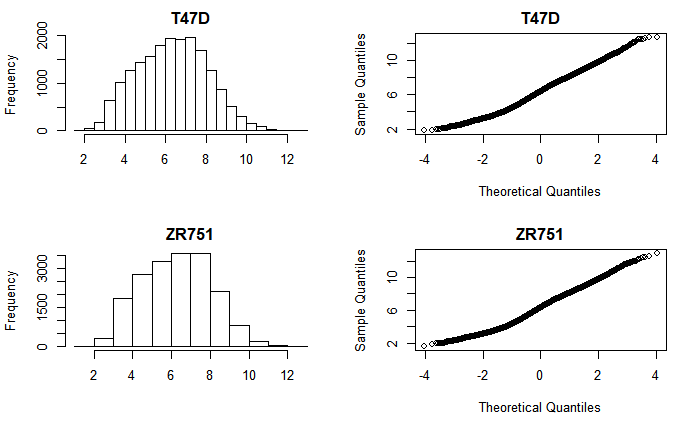 T47D
Frequency
0 1000 2000
2 4 6 8 10 12
T47D
Sample Quantiles
2 6 10
-4 -2 0 2 4
Theoretical Quantiles
ZR751
Frequency
0 1500 3000
2 4 6 8 10 12
ZR751
Sample Quantiles
2 6 10
-4 -2 0 2 4
Theoretical Quantiles